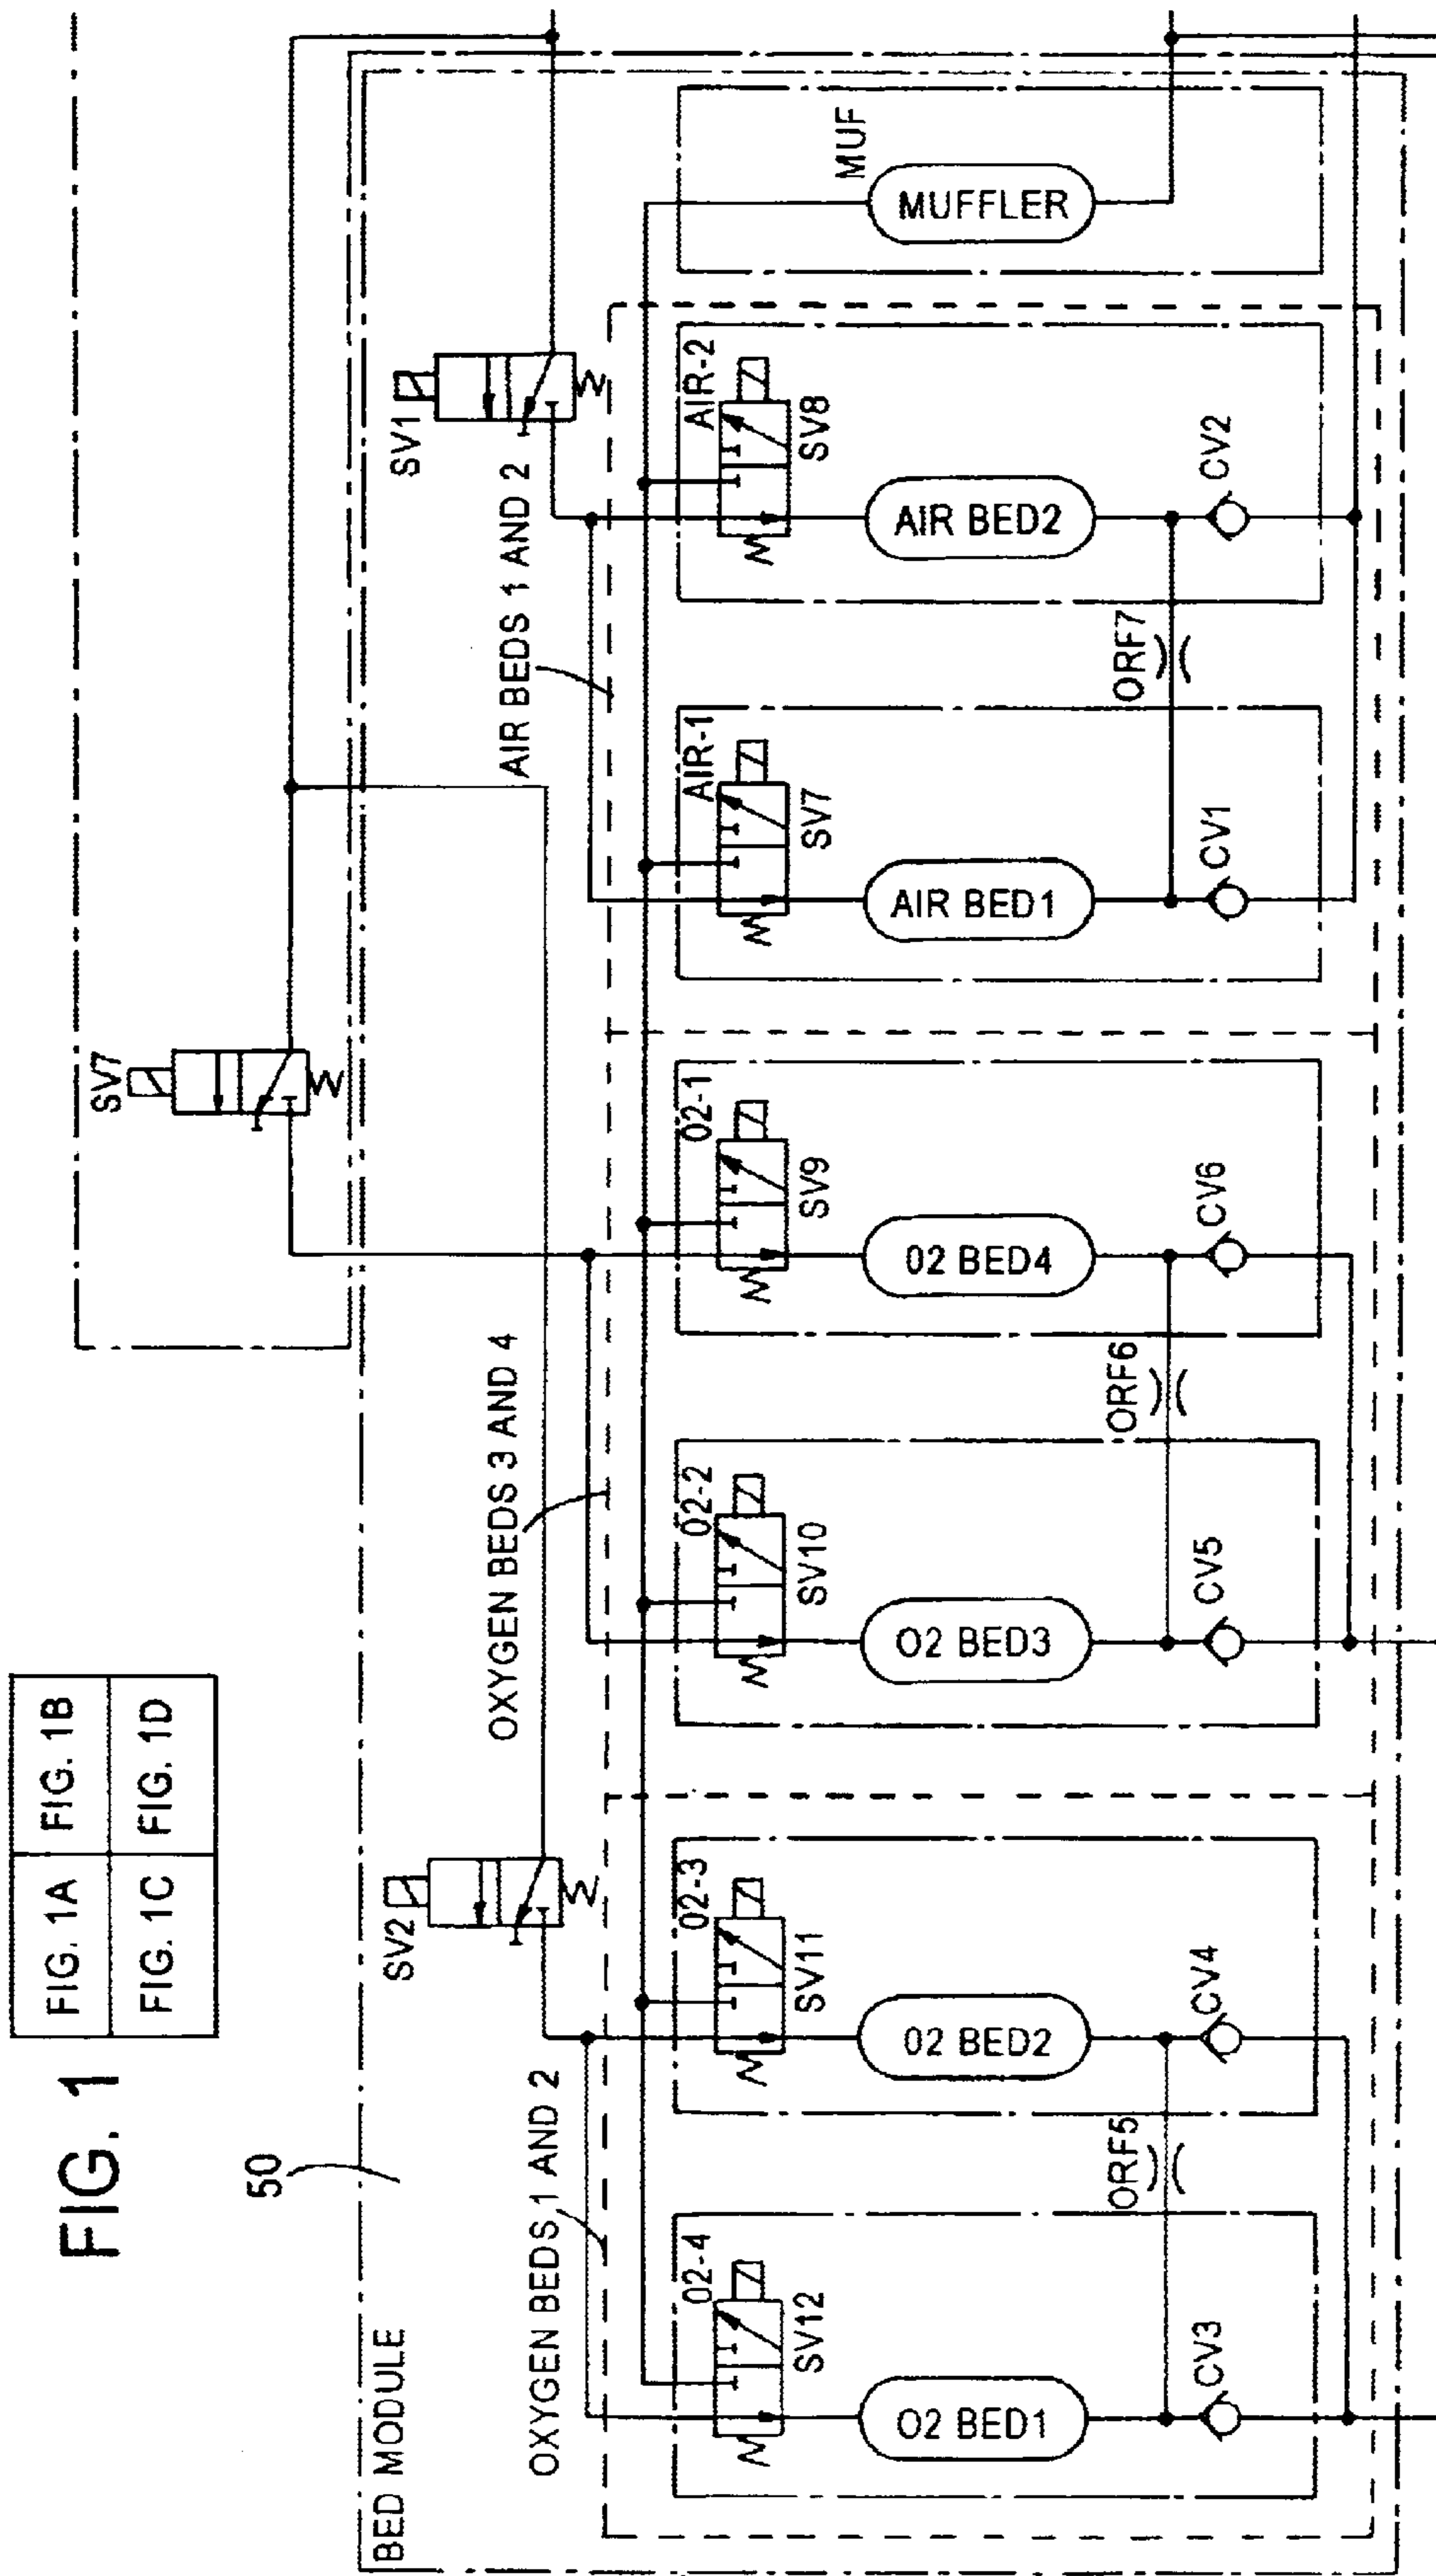 FIG. 1
FIG. 1A FIG. 1B
FIG. 1C FIG. 1D
50
BED MODULE
SV7
SV2
SV1
OXYGEN BEDS 1 AND 2
OXYGEN BEDS 3 AND 4
AIR BEDS 1 AND 2
02-4
SV12
O2 BED1
CV3
ORF5
02-3
SV11
02 BED2
CV4
02-2
SV10
O2 BED3
CV5
ORF6
02-1
SV9
02 BED4
CV6
AIR-1
SV7
AIR BED1
CV1
ORF7
AIR-2
SV8
AIR BED2
CV2
MUF
MUFFLER